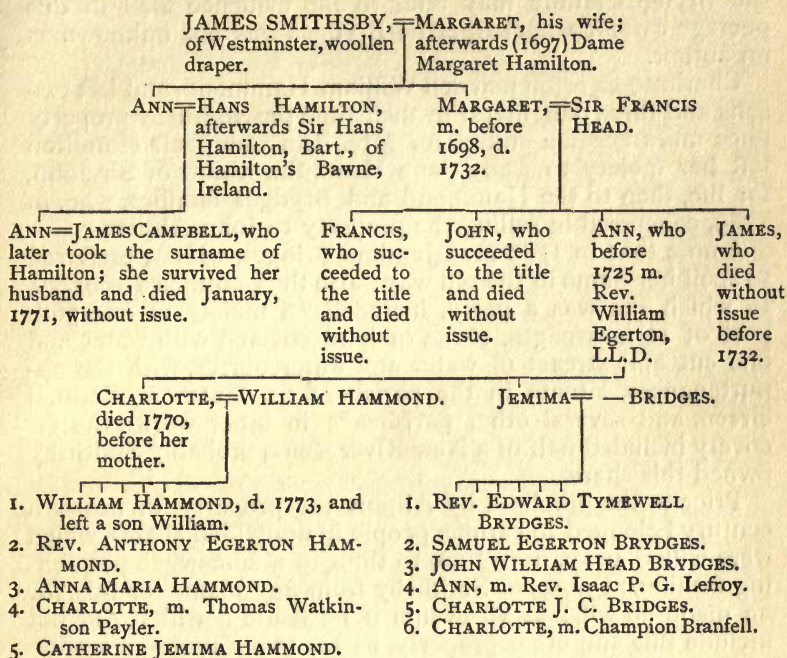 JAMES SMITHSBY,
of Westminster, woollen
draper.
MARGARET, his wife;
afterwards (1697) Dame
Margaret Hamilton.
ANN
HANS HAMILTON,
afterwards Sir Hans
Hamilton, Bart., of
Hamilton's Bawne,
Ireland.
MARGARET,
m. before
1698, d.
1732.
SIR FRANCIS
HEAD.
ANN=JAMES CAMPBELL, who
later took the surname of
Hamilton; she survived her
husband and died January,
1771, without issue.
FRANCIS,
who suc-
ceeded to
the title
and died
without
issue.
JOHN, who
succeeded
to the title
and died
without
issue.
ANN, who
before
1725 m.
Rev.
William
Egerton,
LL.D.
JAMES,
who
died
without
issue
before
1732.
CHARLOTTE,
died 1770,
before her
mother.
WILLIAM HAMMOND.
JEMIMA= — BRIDGES.
1. WILLIAM HAMMOND, d. 1773, and
left a son William.
2. REV. ANTHONY EGERTON HAM-
MOND.
3. ANNA MARIA HAMMOND.
4. CHARLOTTE, m. Thomas Watkin-
son Payler.
5. CATHERINE JEMIMA HAMMOND.
1. REV. EDWARD TYMEWELL
BRYDGES.
2. SAMUEL EGERTON BRYDGES.
3. JOHN WILLIAM HEAD BRYDGES.
4. ANN, m. Rev. Isaac P. G. Lefroy.
5. CHARLOTTE J. C. BRIDGES.
6. CHARLOTTE, m. Champion Branfell.